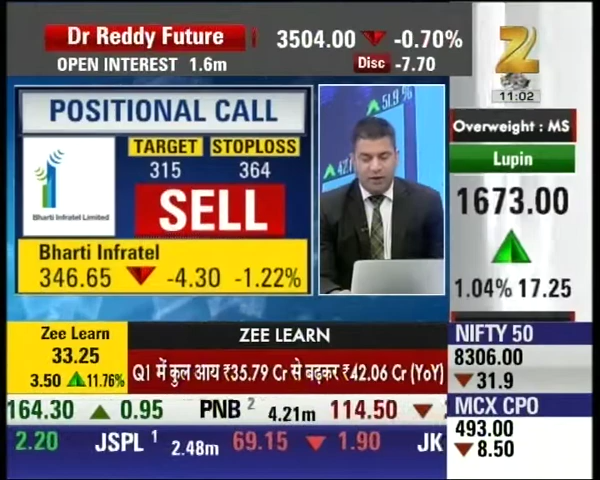 Dr Reddy Future
3504.00 -0.70%
OPEN INTEREST 1.6m
Disc -7.70
11:02
POSITIONAL CALL
TARGET STOPLOSS
315 364
SELL
Bharti Infratel Limited
Bharti Infratel
346.65 -4.30 -1.22%
51.9 %
Overweight : MS
Lupin
1673.00
1.04% 17.25
Zee Learn
33.25
3.50 11.76%
ZEE LEARN
Q1 में कुल आय ₹35.79 Cr से बढ़कर ₹42.06 Cr (YoY)
NIFTY 50
8306.00
31.9
MCX CPO
493.00
8.50
164.30 0.95 PNB 2 4.21m 114.50 2
2.20 JSPL 1 2.48m 69.15 1.90 JK